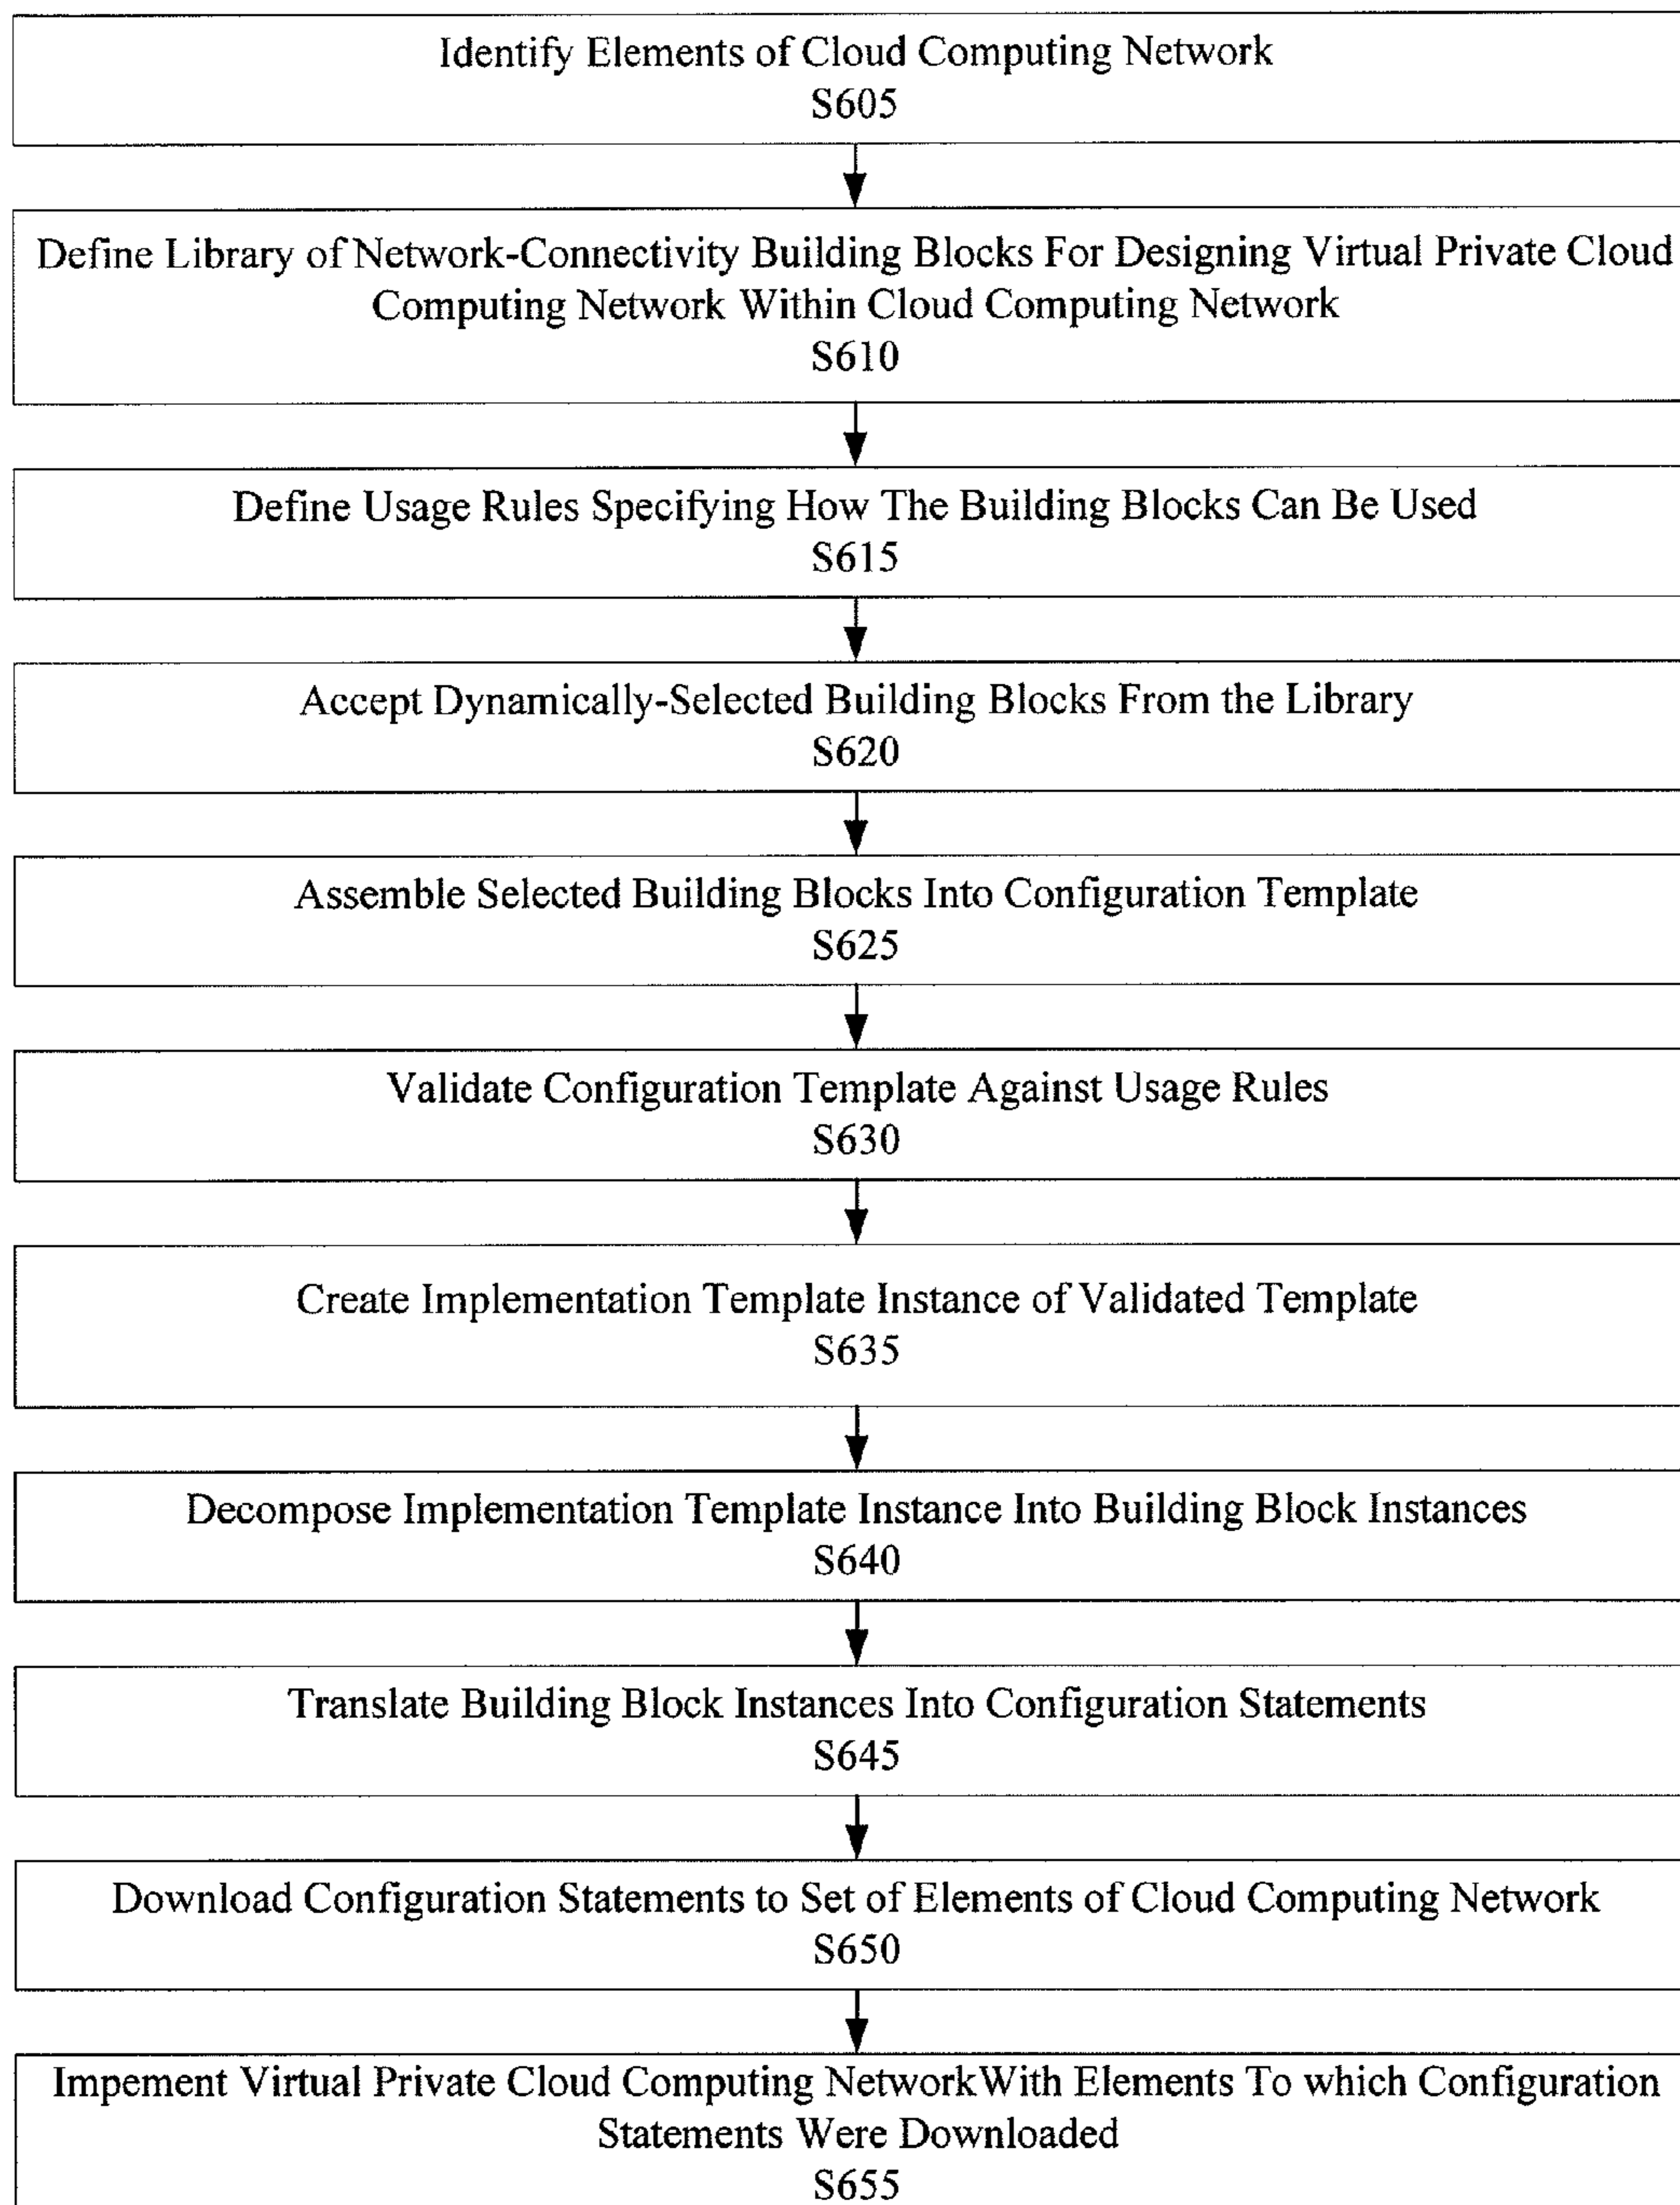 Identify Elements of Cloud Computing Network
S605
Define Library of Network-Connectivity Building Blocks For Designing Virtual Private Cloud
Computing Network Within Cloud Computing Network
S610
Define Usage Rules Specifying How The Building Blocks Can Be Used
S615
Accept Dynamically-Selected Building Blocks From the Library
S620
Assemble Selected Building Blocks Into Configuration Template
S625
Validate Configuration Template Against Usage Rules
S630
Create Implementation Template Instance of Validated Template
S635
Decompose Implementation Template Instance Into Building Block Instances
S640
Translate Building Block Instances Into Configuration Statements
S645
Download Configuration Statements to Set of Elements of Cloud Computing Network
S650
Impement Virtual Private Cloud Computing NetworkWith Elements To which Configuration
Statements Were Downloaded
S655